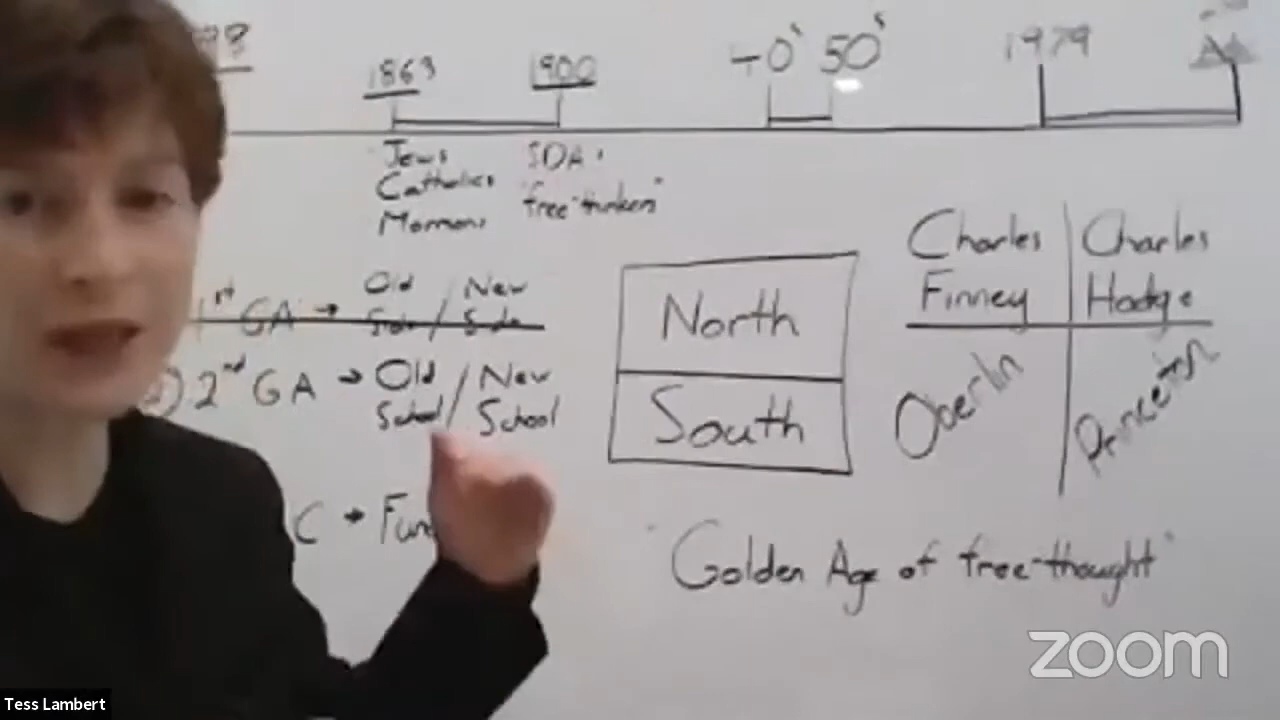 1863
1900
40's 50's
1979
Jews
Catholics
Mormons
SDA
"free-thinkers"
1st GA → Old Side / New Side
2nd GA → Old School / New School
C → Fun
North
South
Charles Finney
Charles Hodge
Oberlin
Princeton
"Golden Age of free-thought"
zoom
Tess Lambert